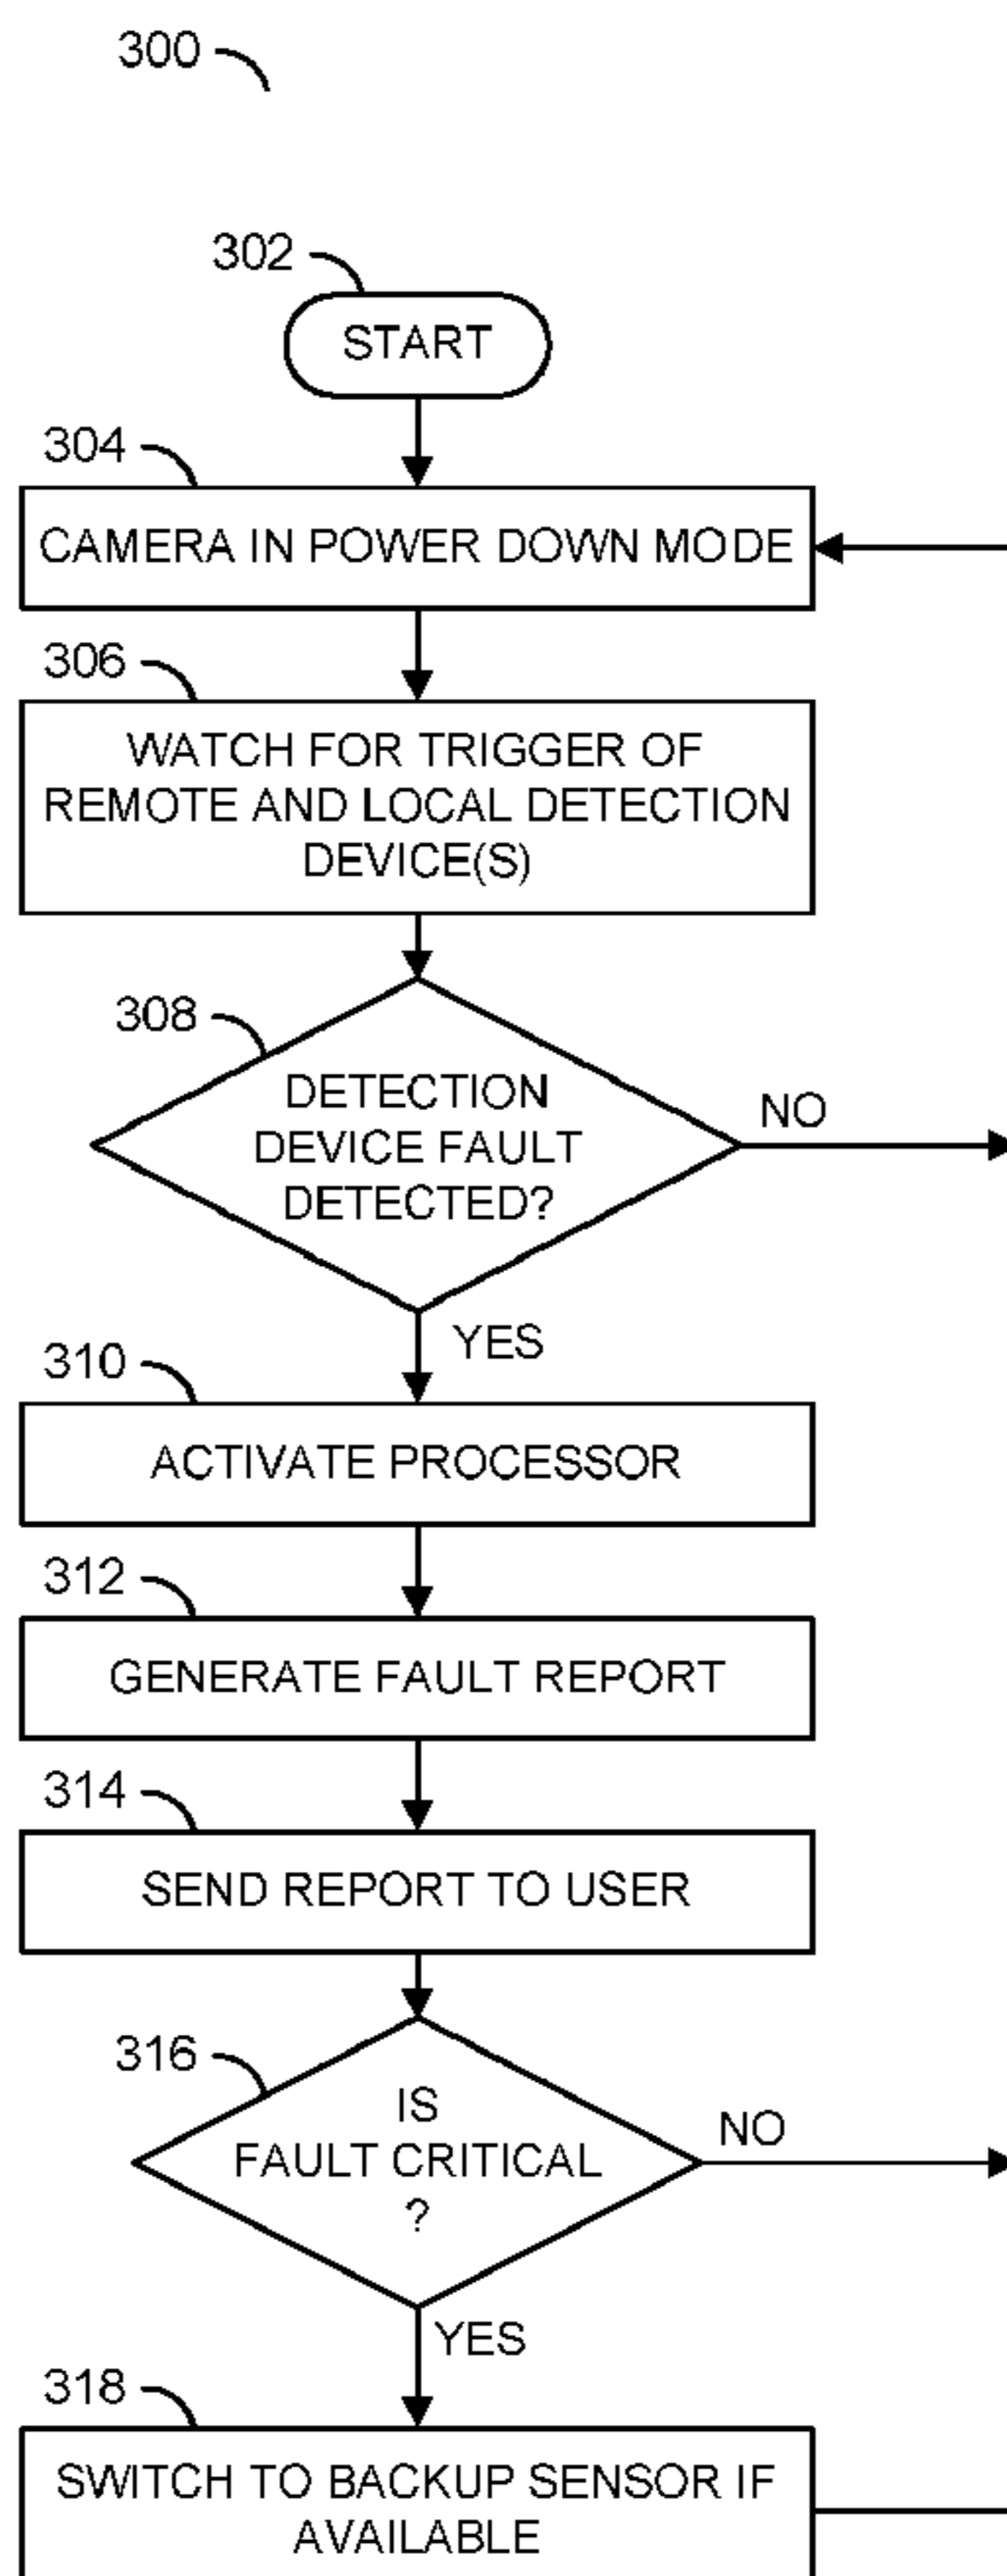 300
302
START
304
CAMERA IN POWER DOWN MODE
306
WATCH FOR TRIGGER OF
REMOTE AND LOCAL DETECTION
DEVICE(S)
308
DETECTION
DEVICE FAULT
DETECTED?
NO
YES
310
ACTIVATE PROCESSOR
312
GENERATE FAULT REPORT
314
SEND REPORT TO USER
316
IS
FAULT CRITICAL
?
NO
YES
318
SWITCH TO BACKUP SENSOR IF
AVAILABLE